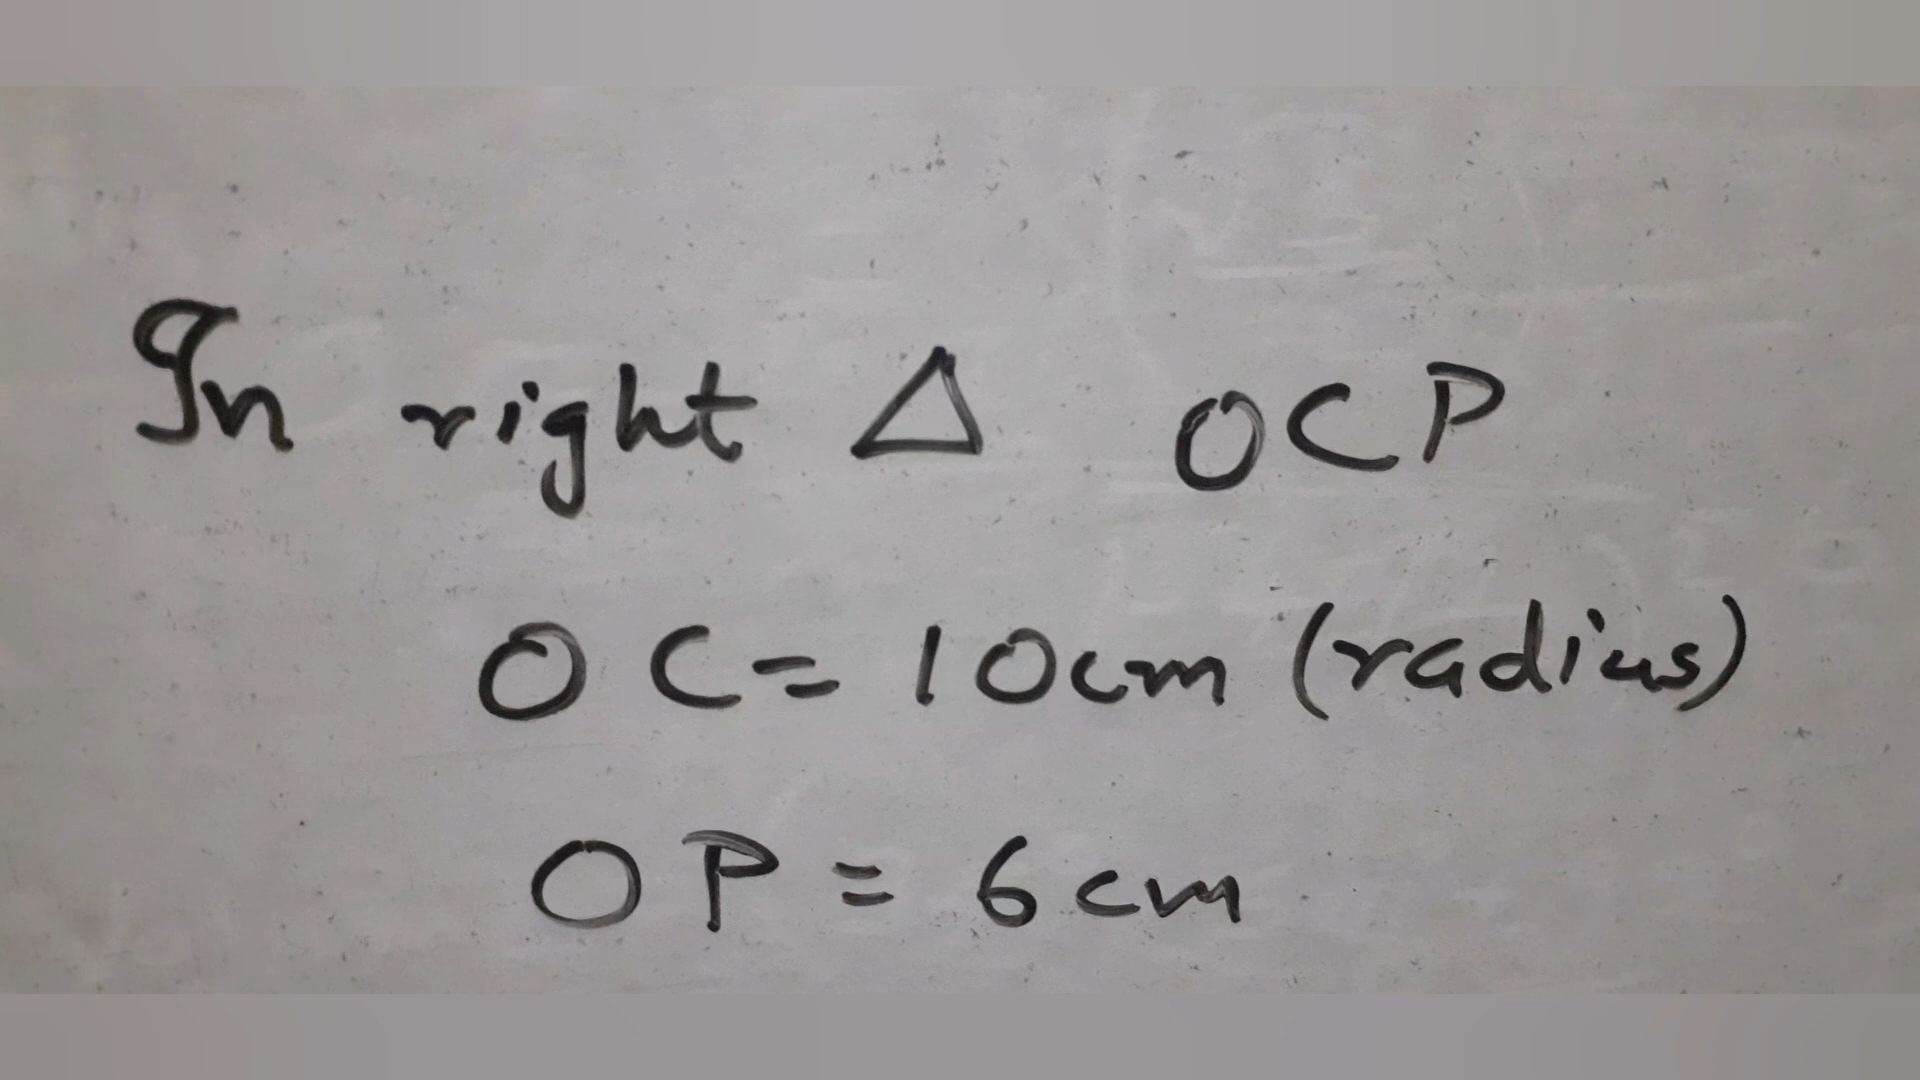 In right △ OCP
OC = 10cm (radius)
OP = 6cm